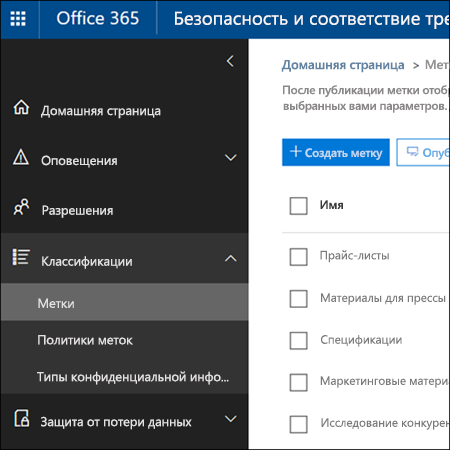 Office 365
Безопасность и соответствие тре
Домашняя страница > Мет
После публикации метки отобр
выбранных вами параметров.
Домашняя страница
Оповещения
Разрешения
Классификации
Метки
Политики меток
Типы конфиденциальной инфо...
Защита от потери данных
+ Создать метку
Опуб
Имя
Прайс-листы
Материалы для прессы
Спецификации
Маркетинговые материа
Исследование конкурен